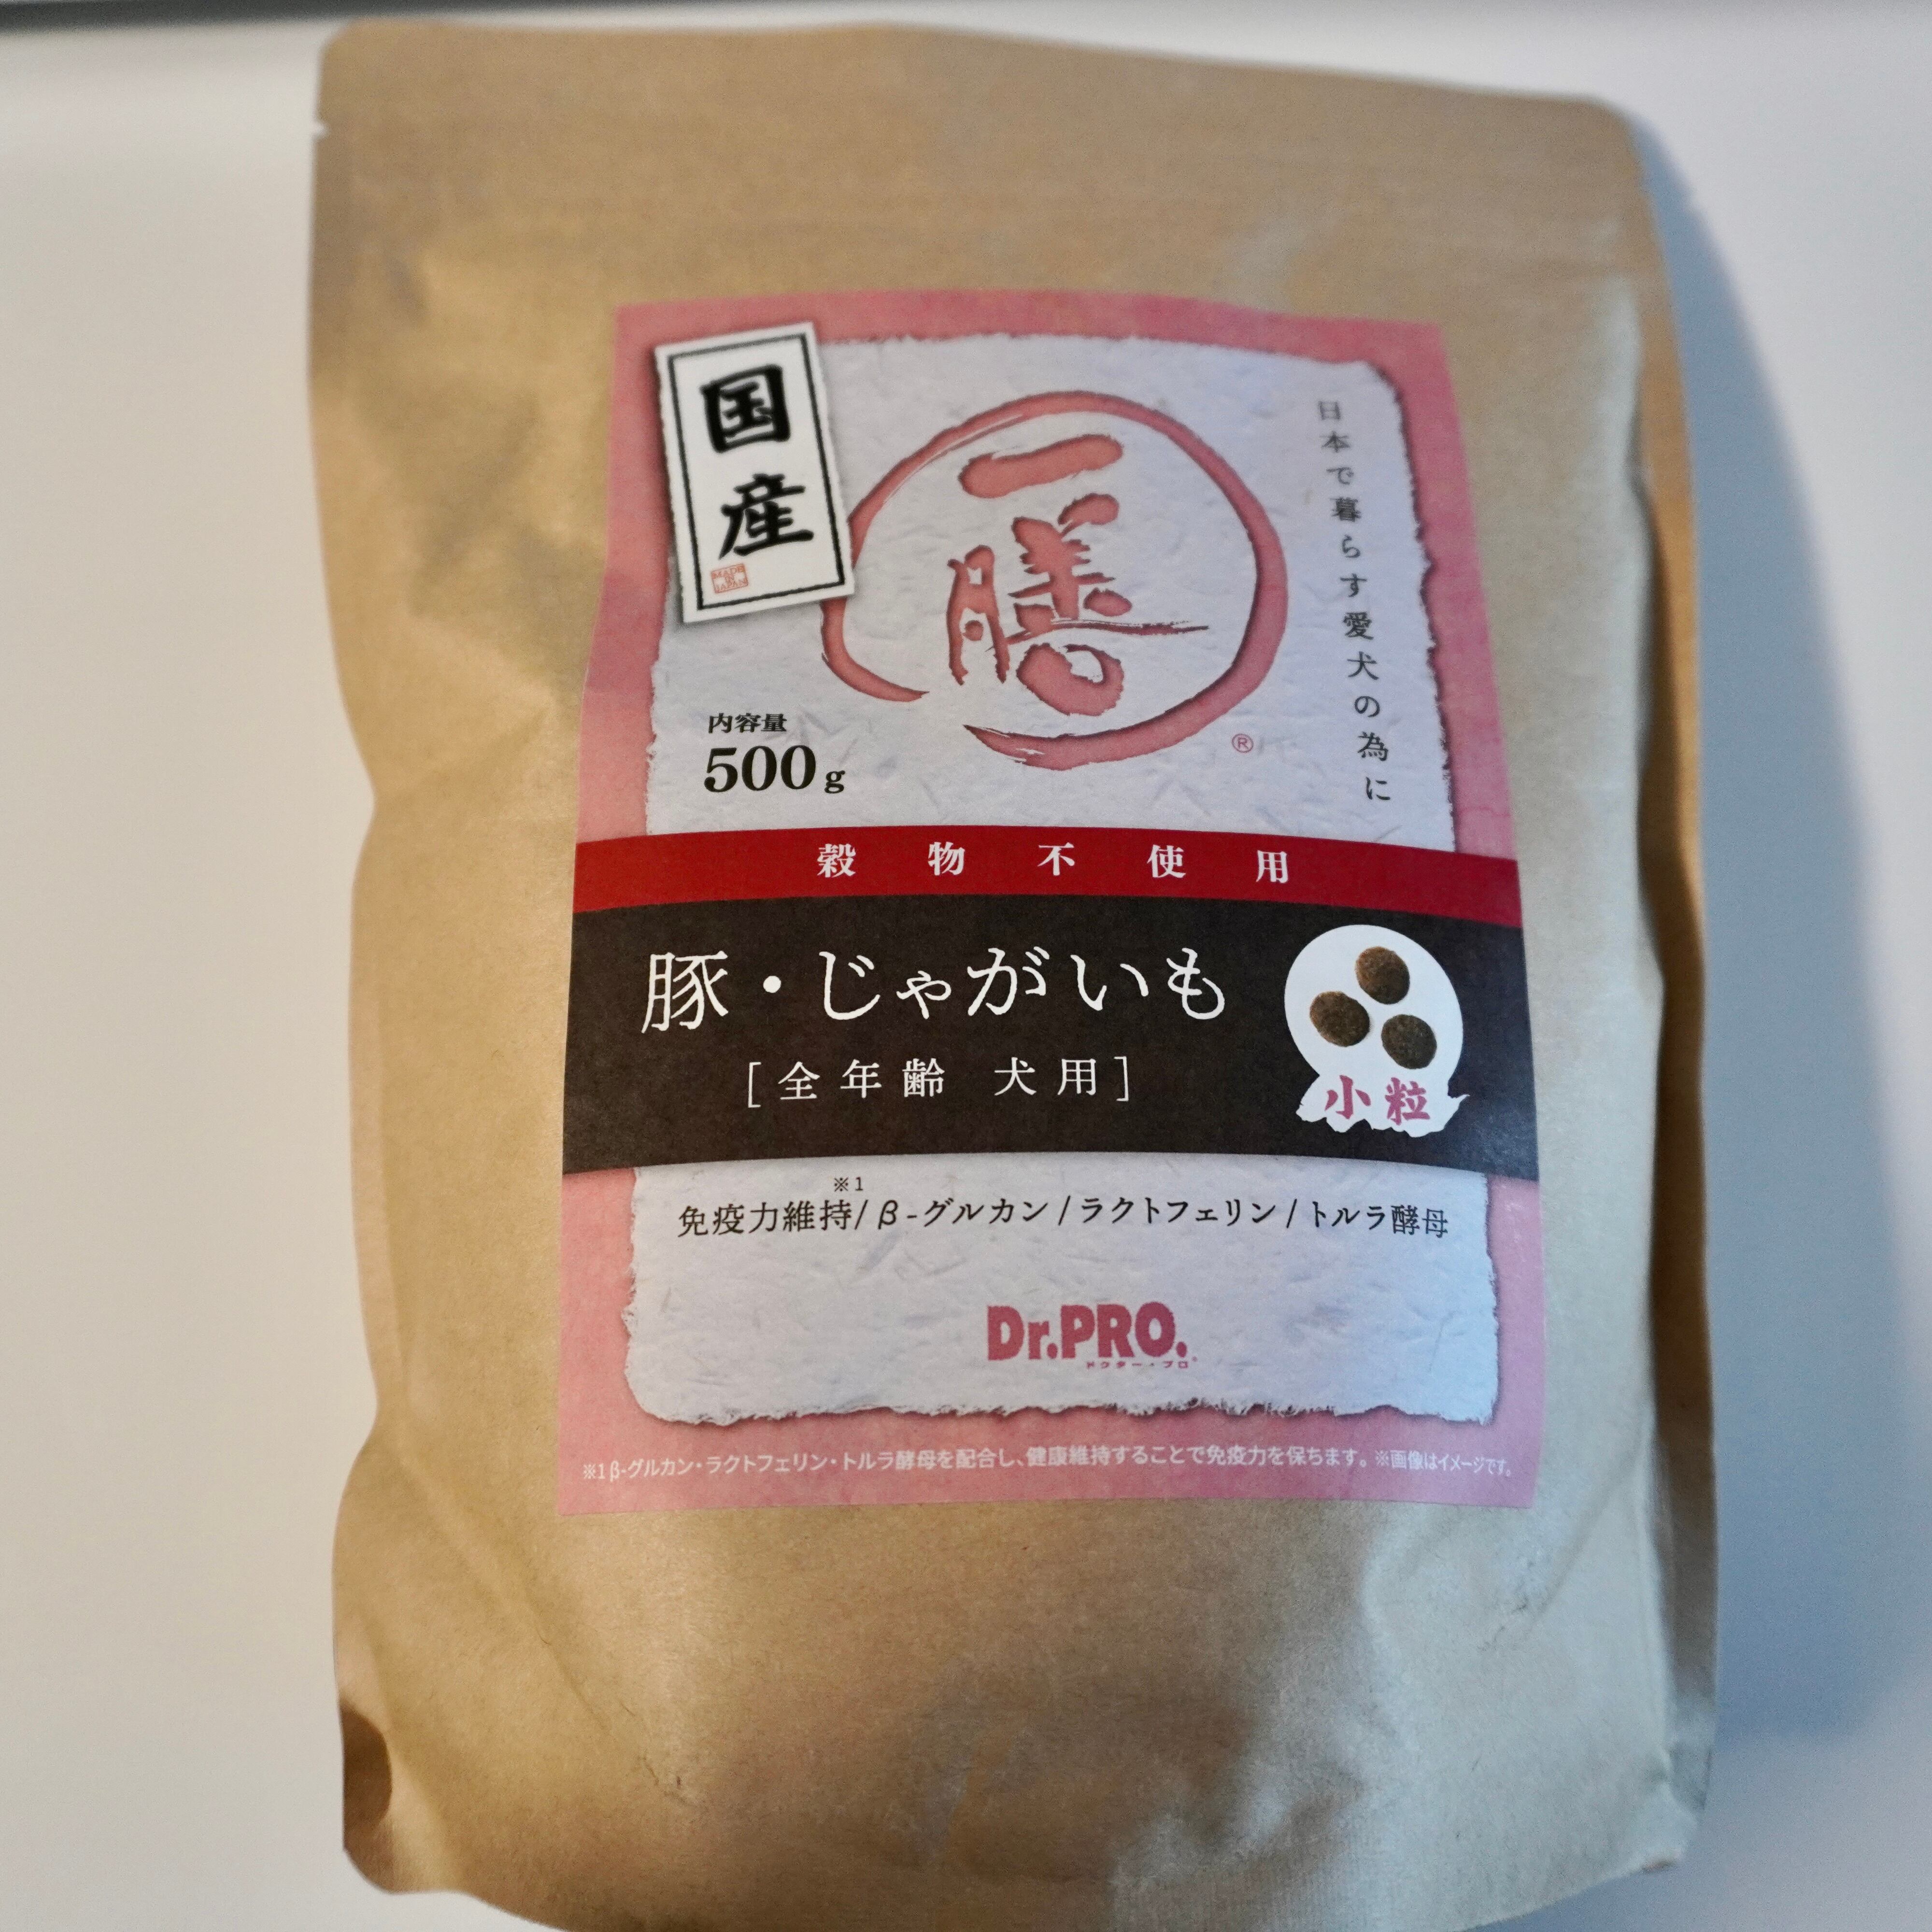 国産
MADE
IN
JAPAN
一膳
®
日本で暮らす愛犬の為に
内容量
500g
穀物不使用
豚・じゃがいも
[全年齢 犬用]
小粒
※1
免疫力維持/β-グルカン/ラクトフェリン/トルラ酵母
Dr.PRO.
ドクター・プロ®
※1β-グルカン・ラクトフェリン・トルラ酵母を配合し、健康維持することで免疫力を保ちます。※画像はイメージです。